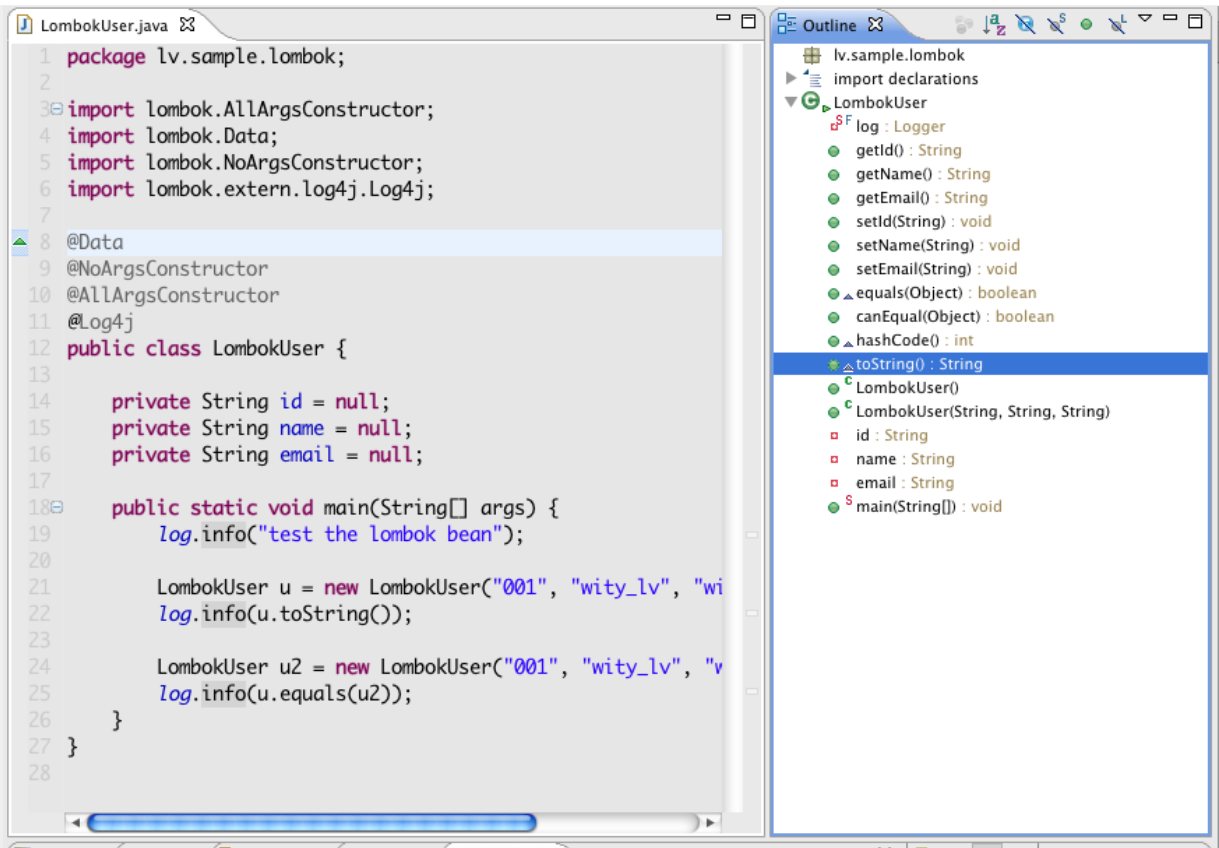 LombokUser.java
1 package lv.sample.lombok;
2
3 import lombok.AllArgsConstructor;
4 import lombok.Data;
5 import lombok.NoArgsConstructor;
6 import lombok.extern.log4j.Log4j;
7
8 @Data
9 @NoArgsConstructor
10 @AllArgsConstructor
11 @Log4j
12 public class LombokUser {
13
14 private String id = null;
15 private String name = null;
16 private String email = null;
17
18 public static void main(String[] args) {
19 log.info("test the lombok bean");
20
21 LombokUser u = new LombokUser("001", "wity_lv", "wi
22 log.info(u.toString());
23
24 LombokUser u2 = new LombokUser("001", "wity_lv", "w
25 log.info(u.equals(u2));
26 }
27 }
28
Outline
lv.sample.lombok
import declarations
LombokUser
log : Logger
getId() : String
getName() : String
getEmail() : String
setId(String) : void
setName(String) : void
setEmail(String) : void
equals(Object) : boolean
canEqual(Object) : boolean
hashCode() : int
toString() : String
LombokUser()
LombokUser(String, String, String)
id : String
name : String
email : String
main(String[]) : void